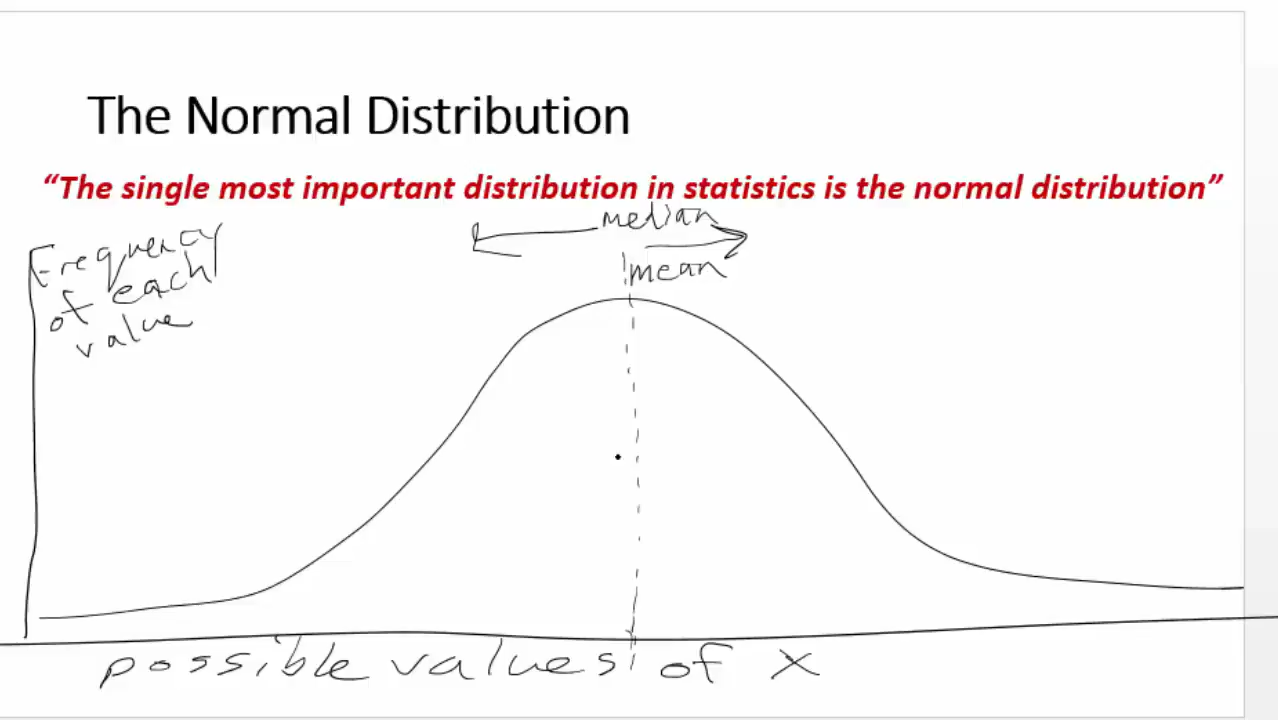 The Normal Distribution
“The single most important distribution in statistics is the normal distribution”
median
mean
Frequency
of each
value
possible values of x